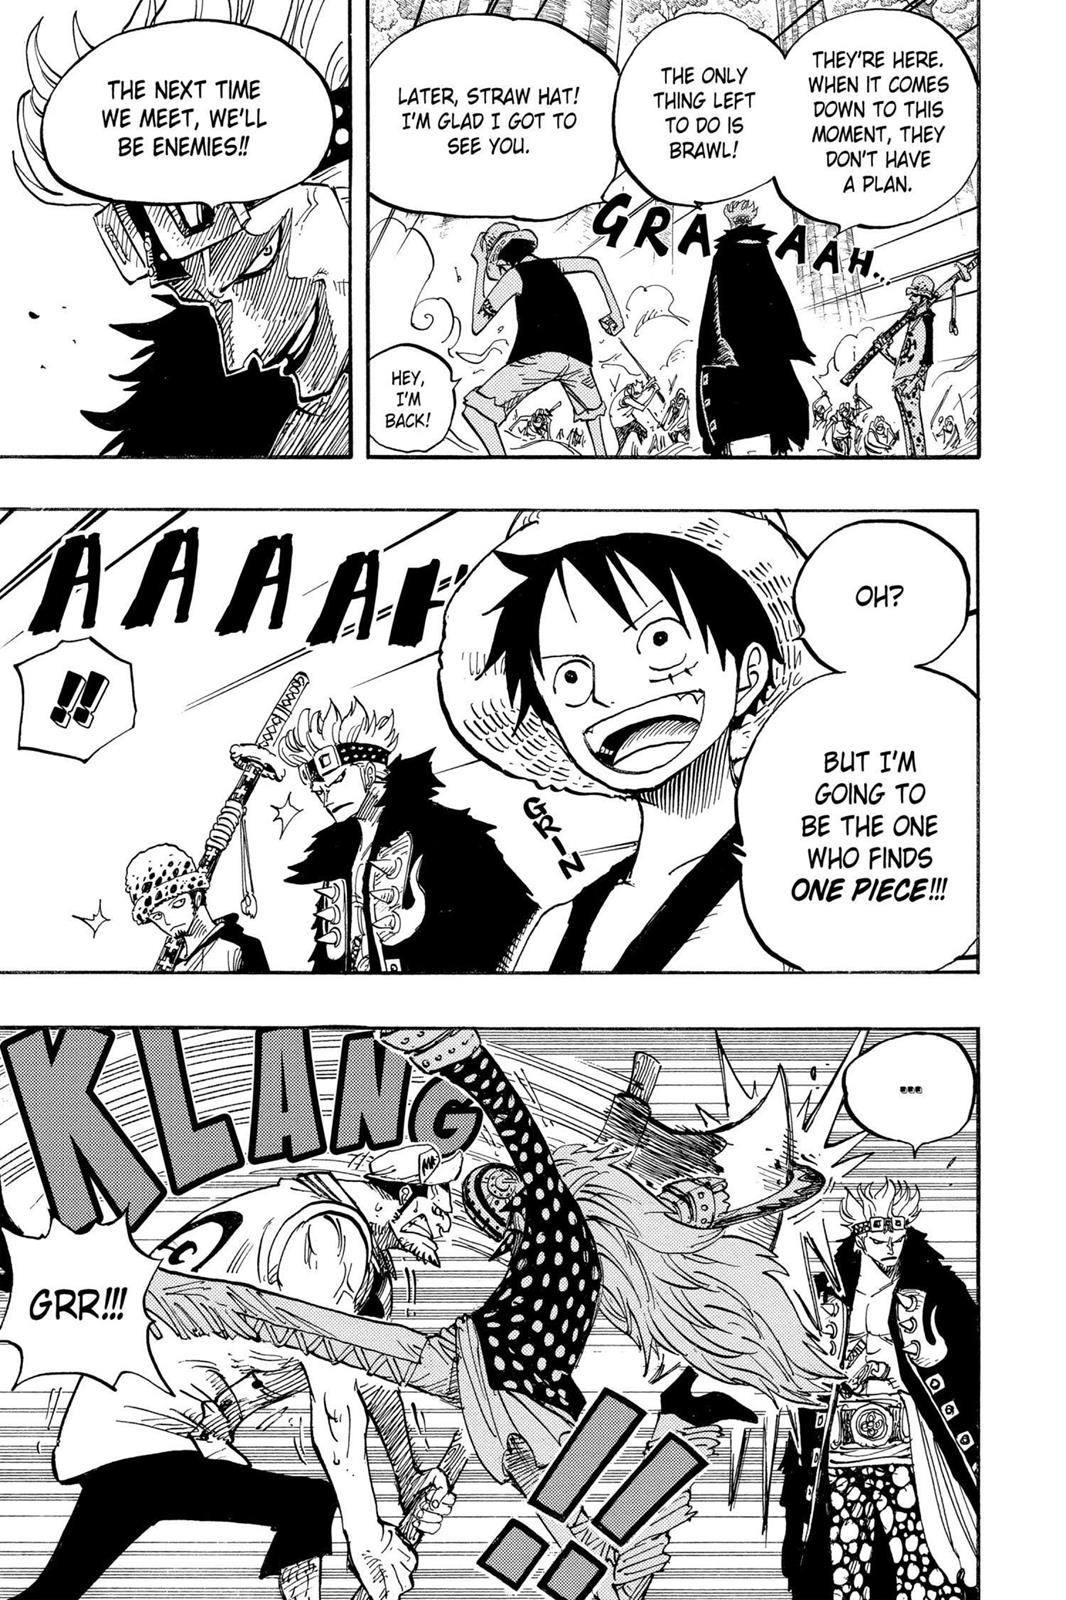 THEY'RE HERE.
WHEN IT COMES
DOWN TO THIS
MOMENT, THEY
DON'T HAVE
A PLAN.
THE ONLY
THING LEFT
TO DO IS
BRAWL!
LATER, STRAW HAT!
I'M GLAD I GOT TO
SEE YOU.
GRÀAAAH..
HEY,
I'M
BACK!
THE NEXT TIME
WE MEET, WE'LL
BE ENEMIES!!
OH?
BUT I'M
GOING TO
BE THE ONE
WHO FINDS
ONE PIECE!!!
GRIN
AAAAAH
!!
...
KLANG
GRR!!!
!!